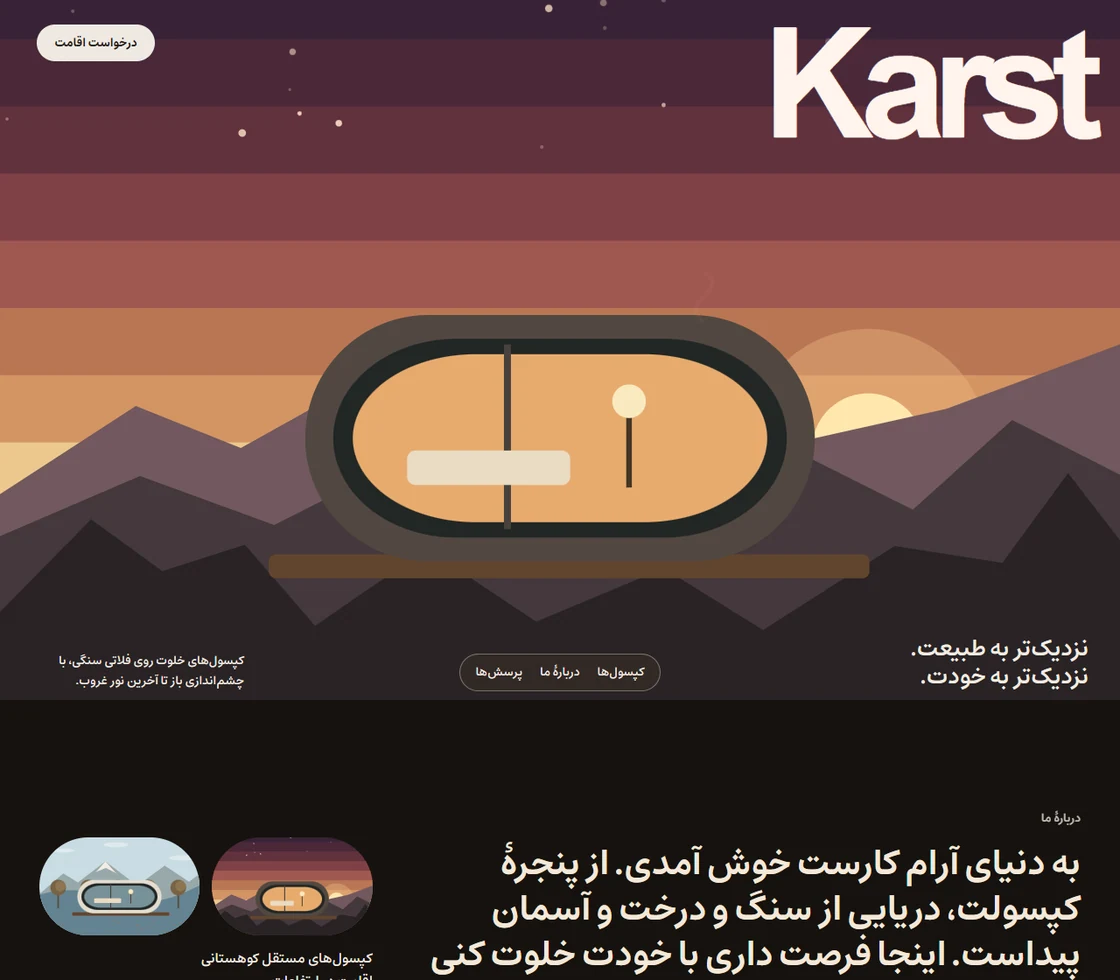 Karst
درخواست اقامت
نزدیک‌تر به طبیعت.
نزدیک‌تر به خودت.
کپسول‌ها
دربارهٔ ما
پرسش‌ها
کپسول‌های خلوت روی فلاتی سنگی، با
چشم‌اندازی باز تا آخرین نور غروب.
دربارهٔ ما
به دنیای آرام کارست خوش آمدی. از پنجرهٔ
کپسولت، دریایی از سنگ و درخت و آسمان
پیداست. اینجا فرصت داری با خودت خلوت کنی
کپسول‌های مستقل کوهستانی